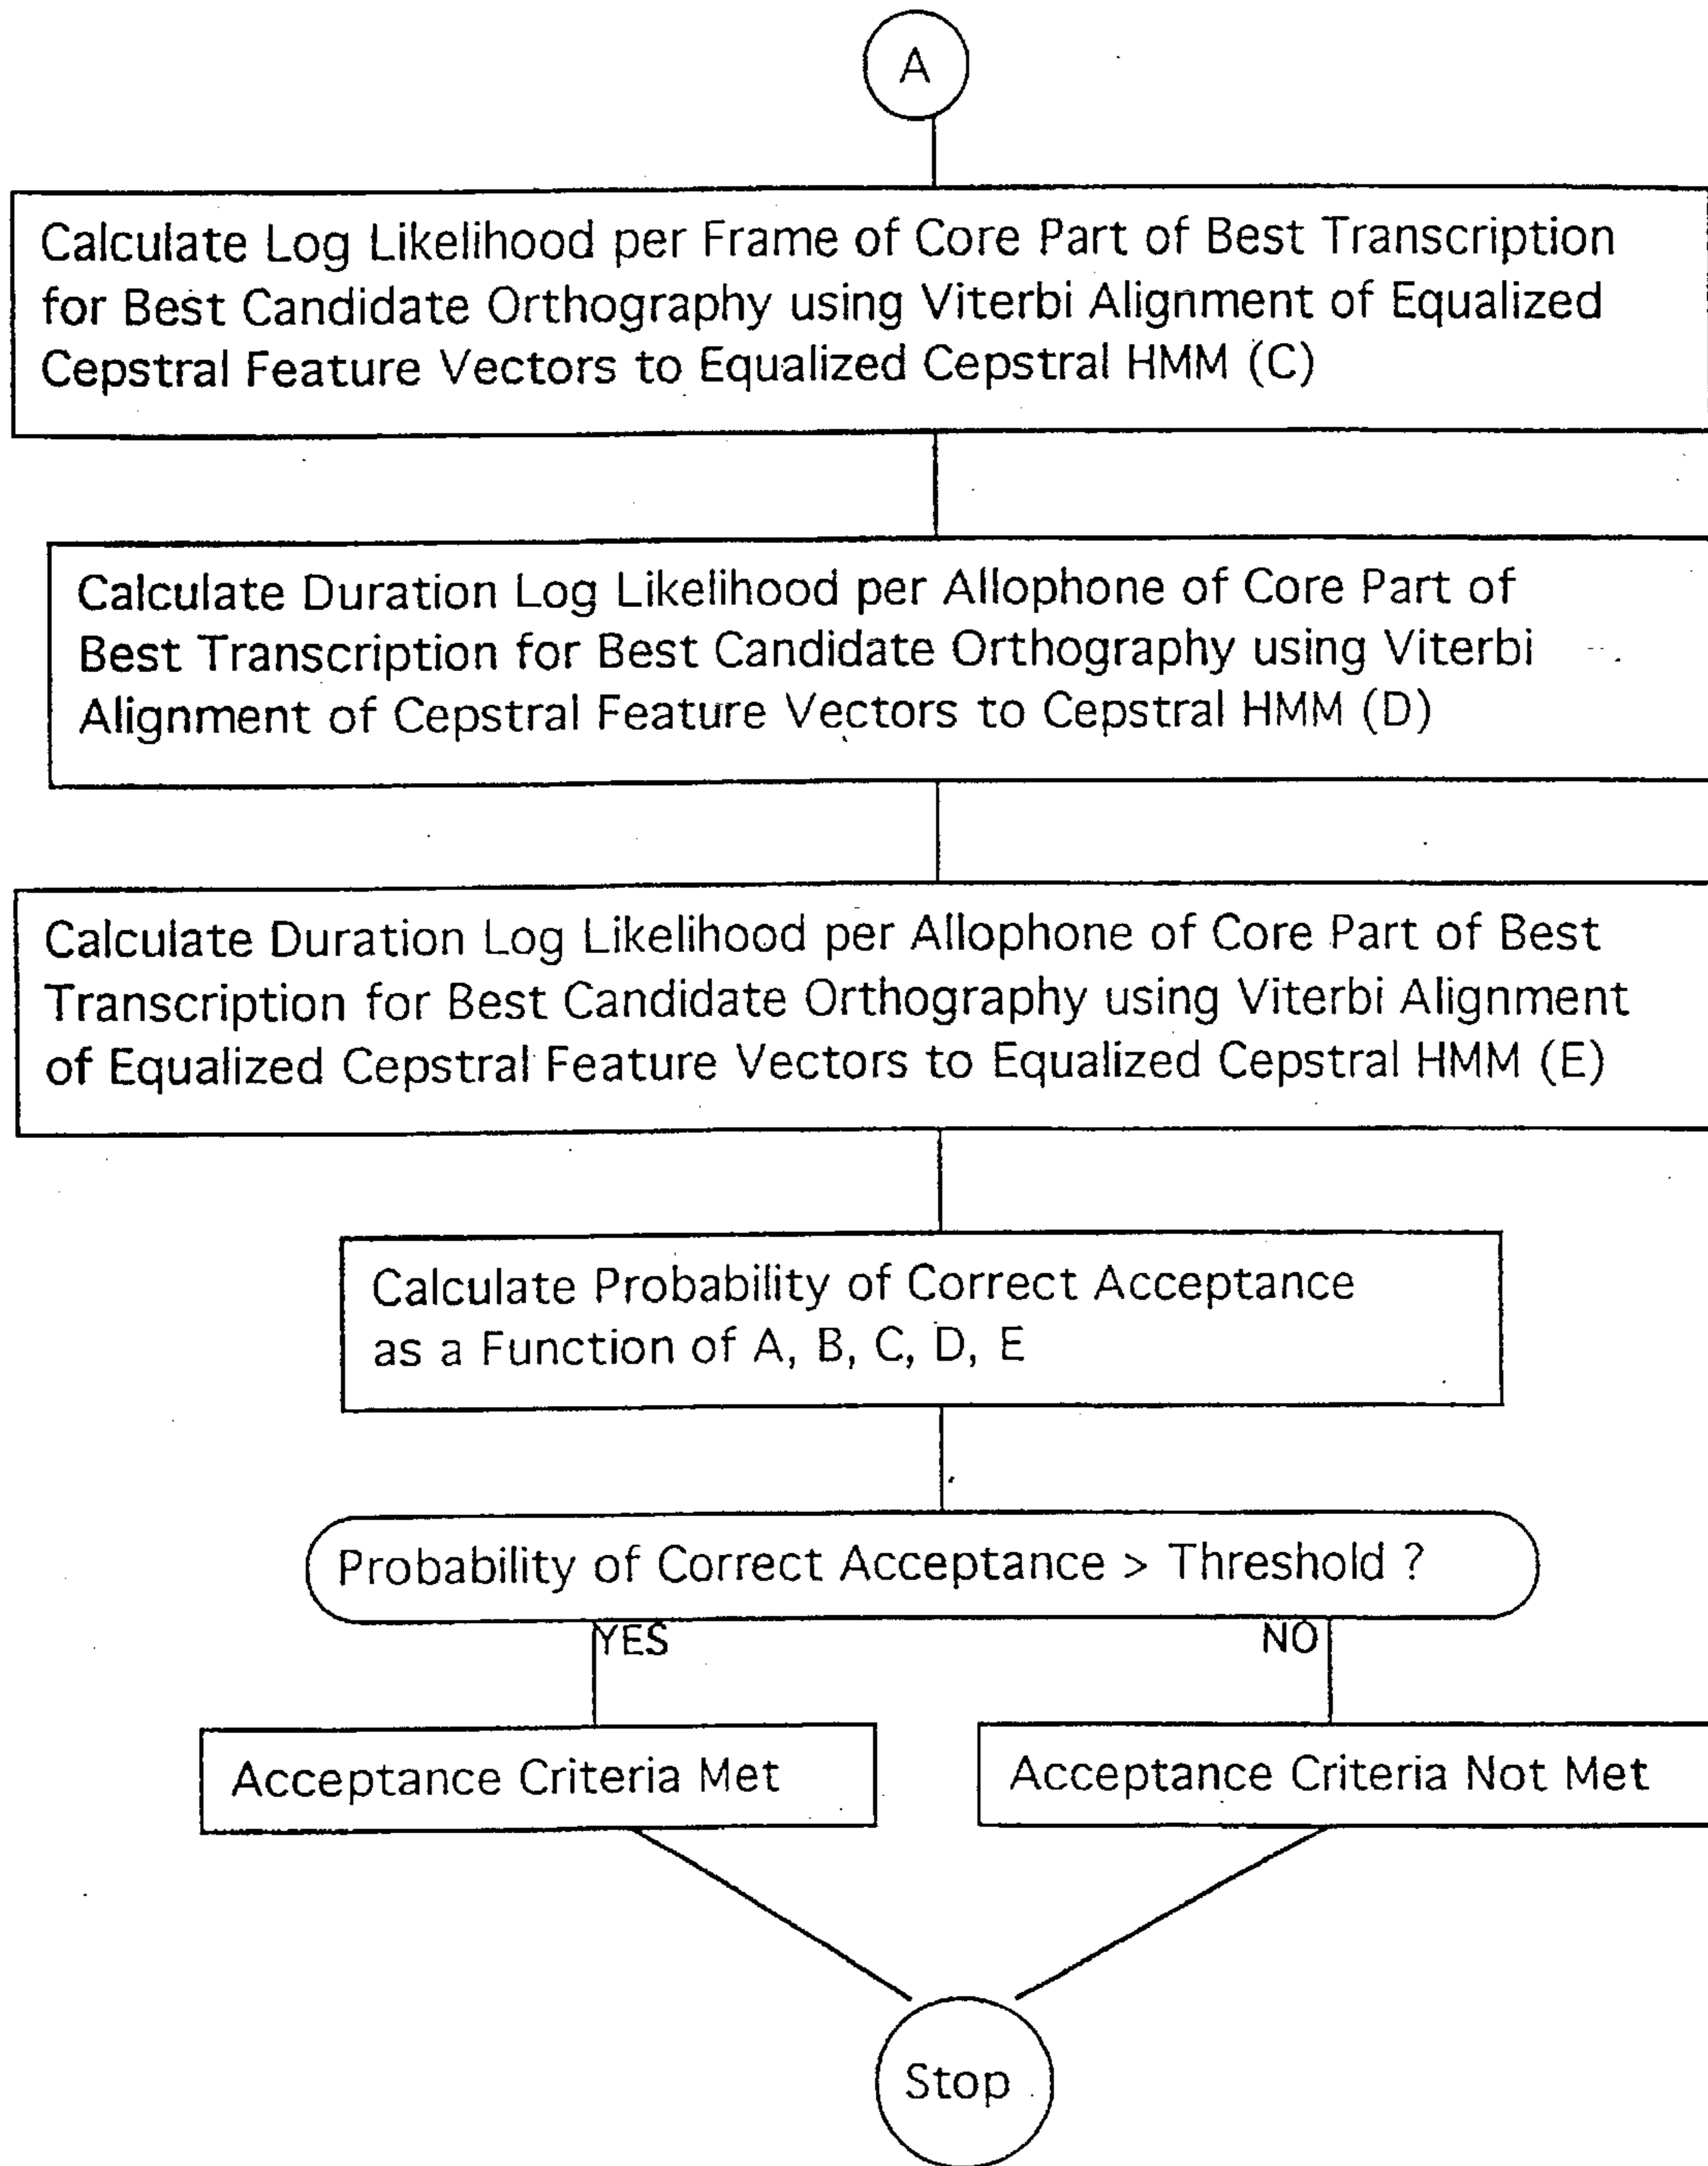 A
Calculate Log Likelihood per Frame of Core Part of Best Transcription
for Best Candidate Orthography using Viterbi Alignment of Equalized
Cepstral Feature Vectors to Equalized Cepstral HMM (C)
Calculate Duration Log Likelihood per Allophone of Core Part of
Best Transcription for Best Candidate Orthography using Viterbi
Alignment of Cepstral Feature Vectors to Cepstral HMM (D)
Calculate Duration Log Likelihood per Allophone of Core Part of Best
Transcription for Best Candidate Orthography using Viterbi Alignment
of Equalized Cepstral Feature Vectors to Equalized Cepstral HMM (E)
Calculate Probability of Correct Acceptance
as a Function of A, B, C, D, E
Probability of Correct Acceptance > Threshold ?
YES NO
Acceptance Criteria Met Acceptance Criteria Not Met
Stop